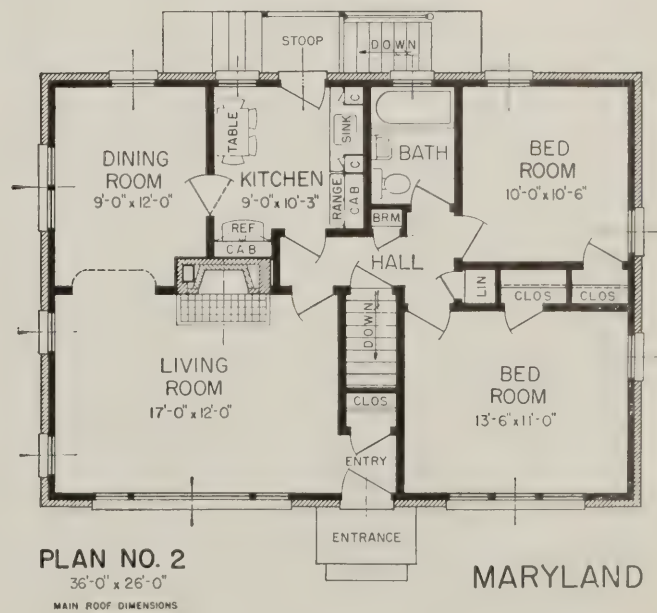 STOOP
DOWN
DINING
ROOM
9'-0" x 12'-0"
TABLE
KITCHEN
9'-0" x 10'-3"
C
SINK
C
RANGE
CAB
REF
CAB
BATH
BRM
BED
ROOM
10'-0" x 10'-6"
HALL
LIN
CLOS
CLOS
LIVING
ROOM
17'-0" x 12'-0"
DOWN
CLOS
ENTRY
BED
ROOM
13'-6" x 11'-0"
ENTRANCE
PLAN NO. 2
36'-0" x 26'-0"
MAIN ROOF DIMENSIONS
MARYLAND